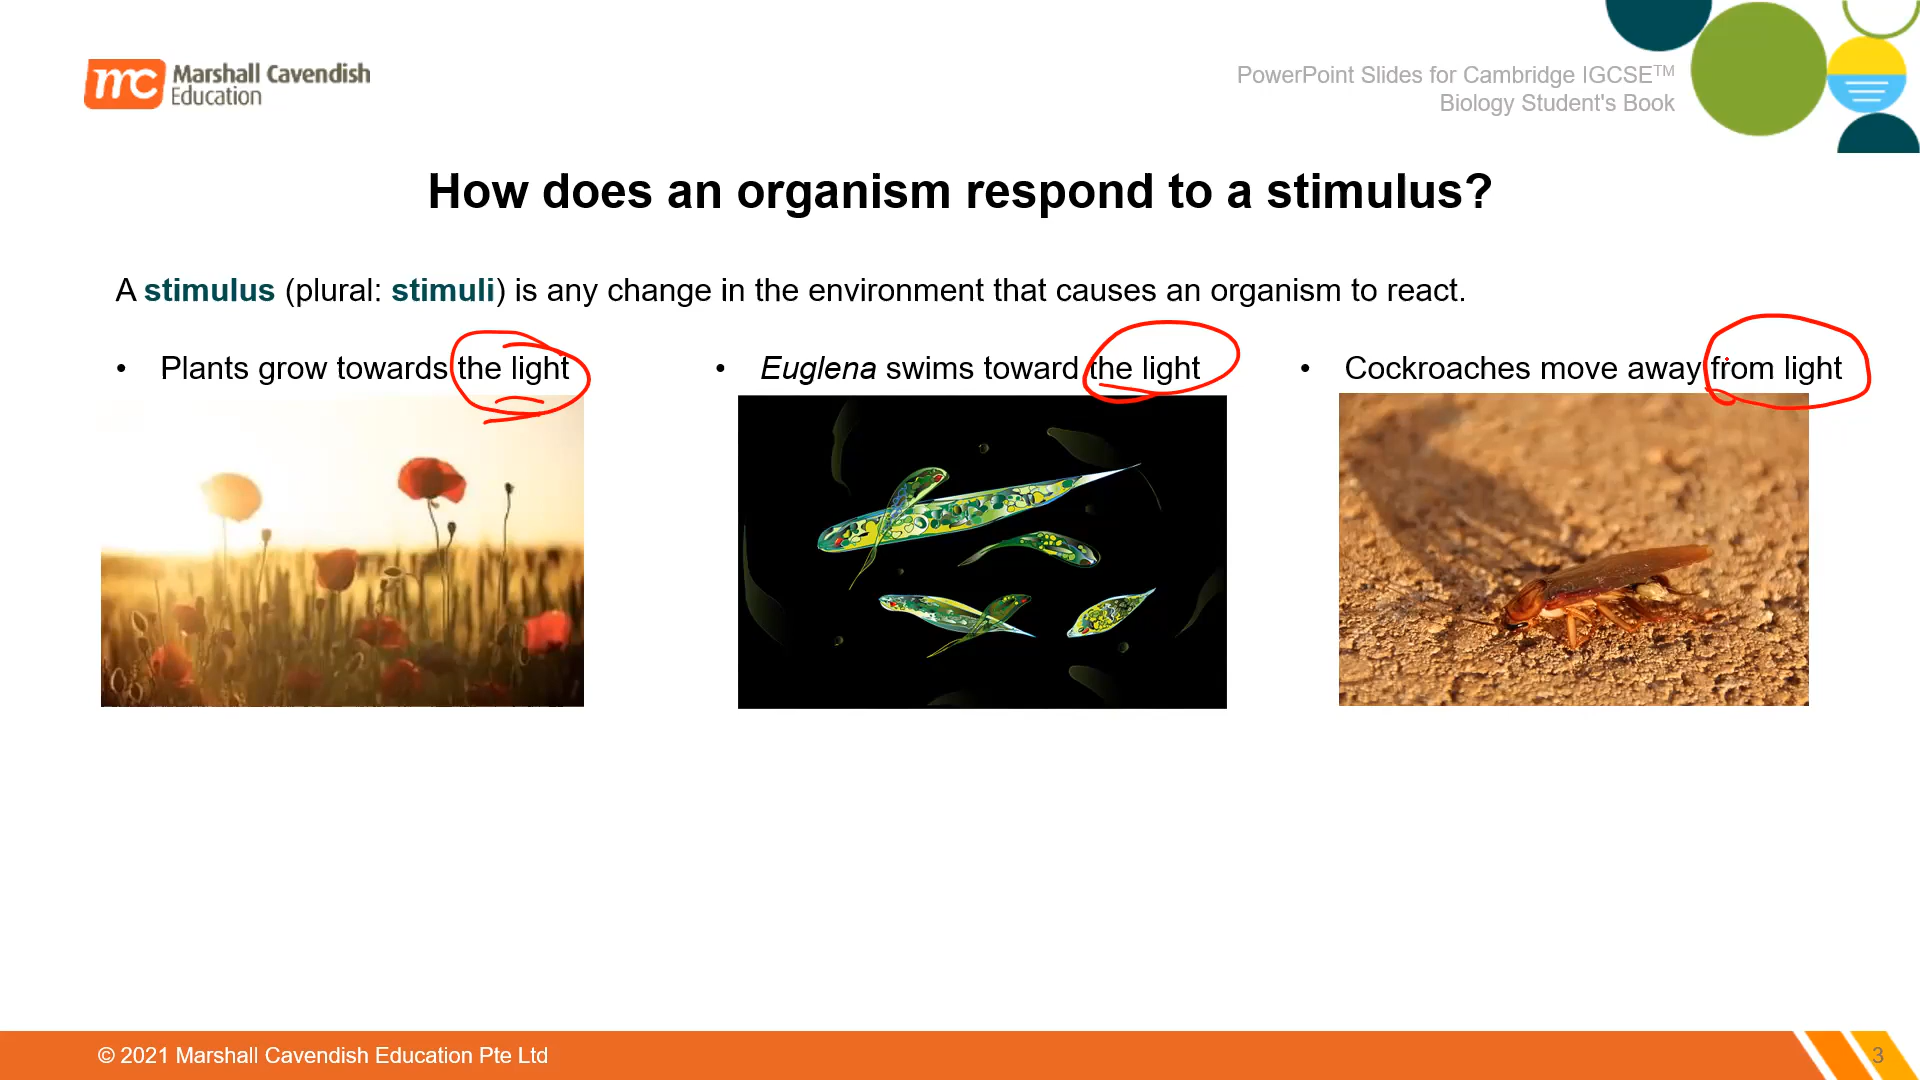 mc Marshall Cavendish
Education
PowerPoint Slides for Cambridge IGCSE™
Biology Student's Book
How does an organism respond to a stimulus?
A stimulus (plural: stimuli) is any change in the environment that causes an organism to react.
• Plants grow towards the light
• Euglena swims toward the light
• Cockroaches move away from light
© 2021 Marshall Cavendish Education Pte Ltd
3